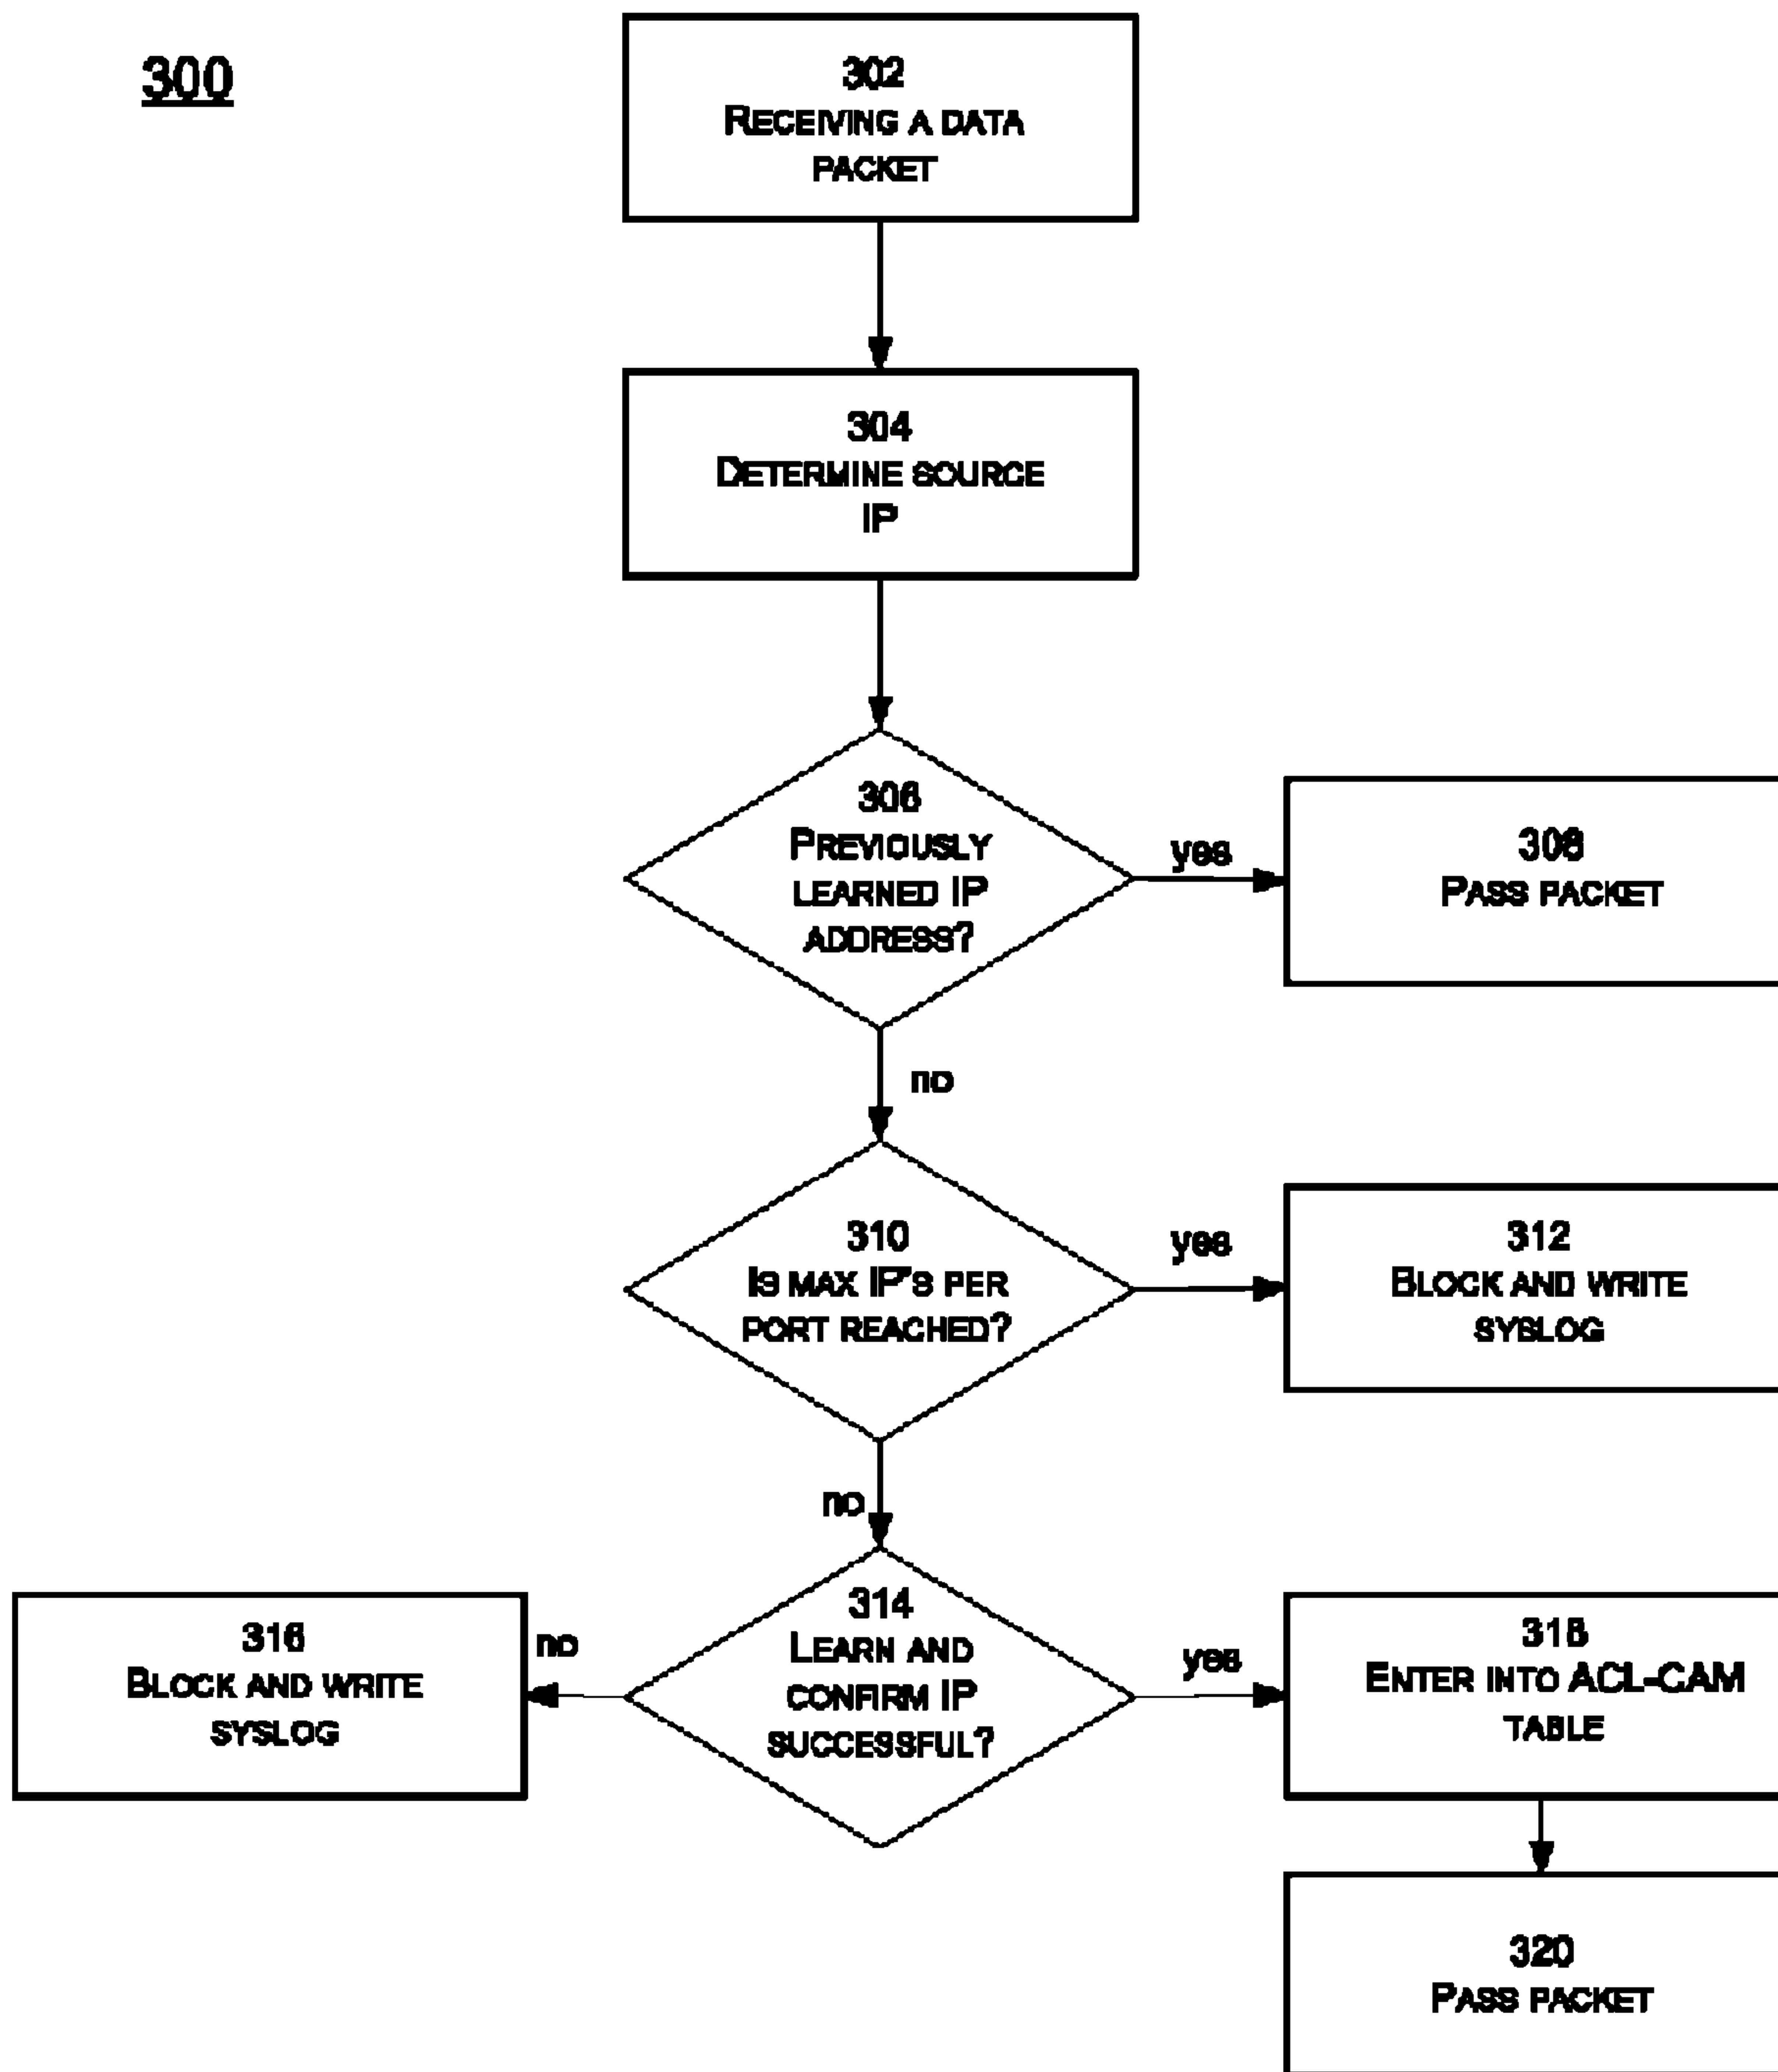 300
302
RECEIVING A DATA
PACKET
304
DETERMINE SOURCE
IP
306
PREVIOUSLY
LEARNED IP
ADDRESS?
yes
308
PASS PACKET
no
310
IS MAX IP'S PER
PORT REACHED?
yes
312
BLOCK AND WRITE
SYSLOG
no
314
LEARN AND
CONFIRM IP
SUCCESSFUL?
no
316
BLOCK AND WRITE
SYSLOG
yes
318
ENTER INTO ACL-CAM
TABLE
320
PASS PACKET